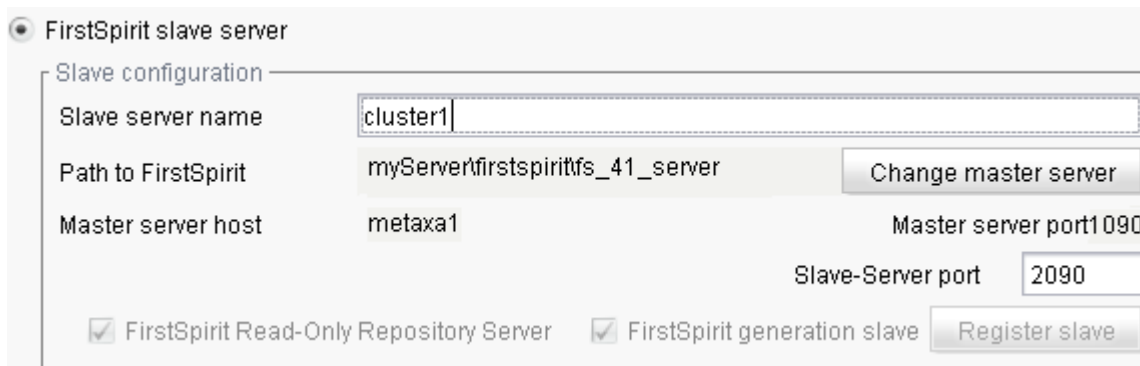 FirstSpirit slave server
Slave configuration
Slave server name cluster1
Path to FirstSpirit myServer\firstspirit\fs_41_server Change master server
Master server host metaxa1 Master server port1090
Slave-Server port 2090
FirstSpirit Read-Only Repository Server FirstSpirit generation slave Register slave